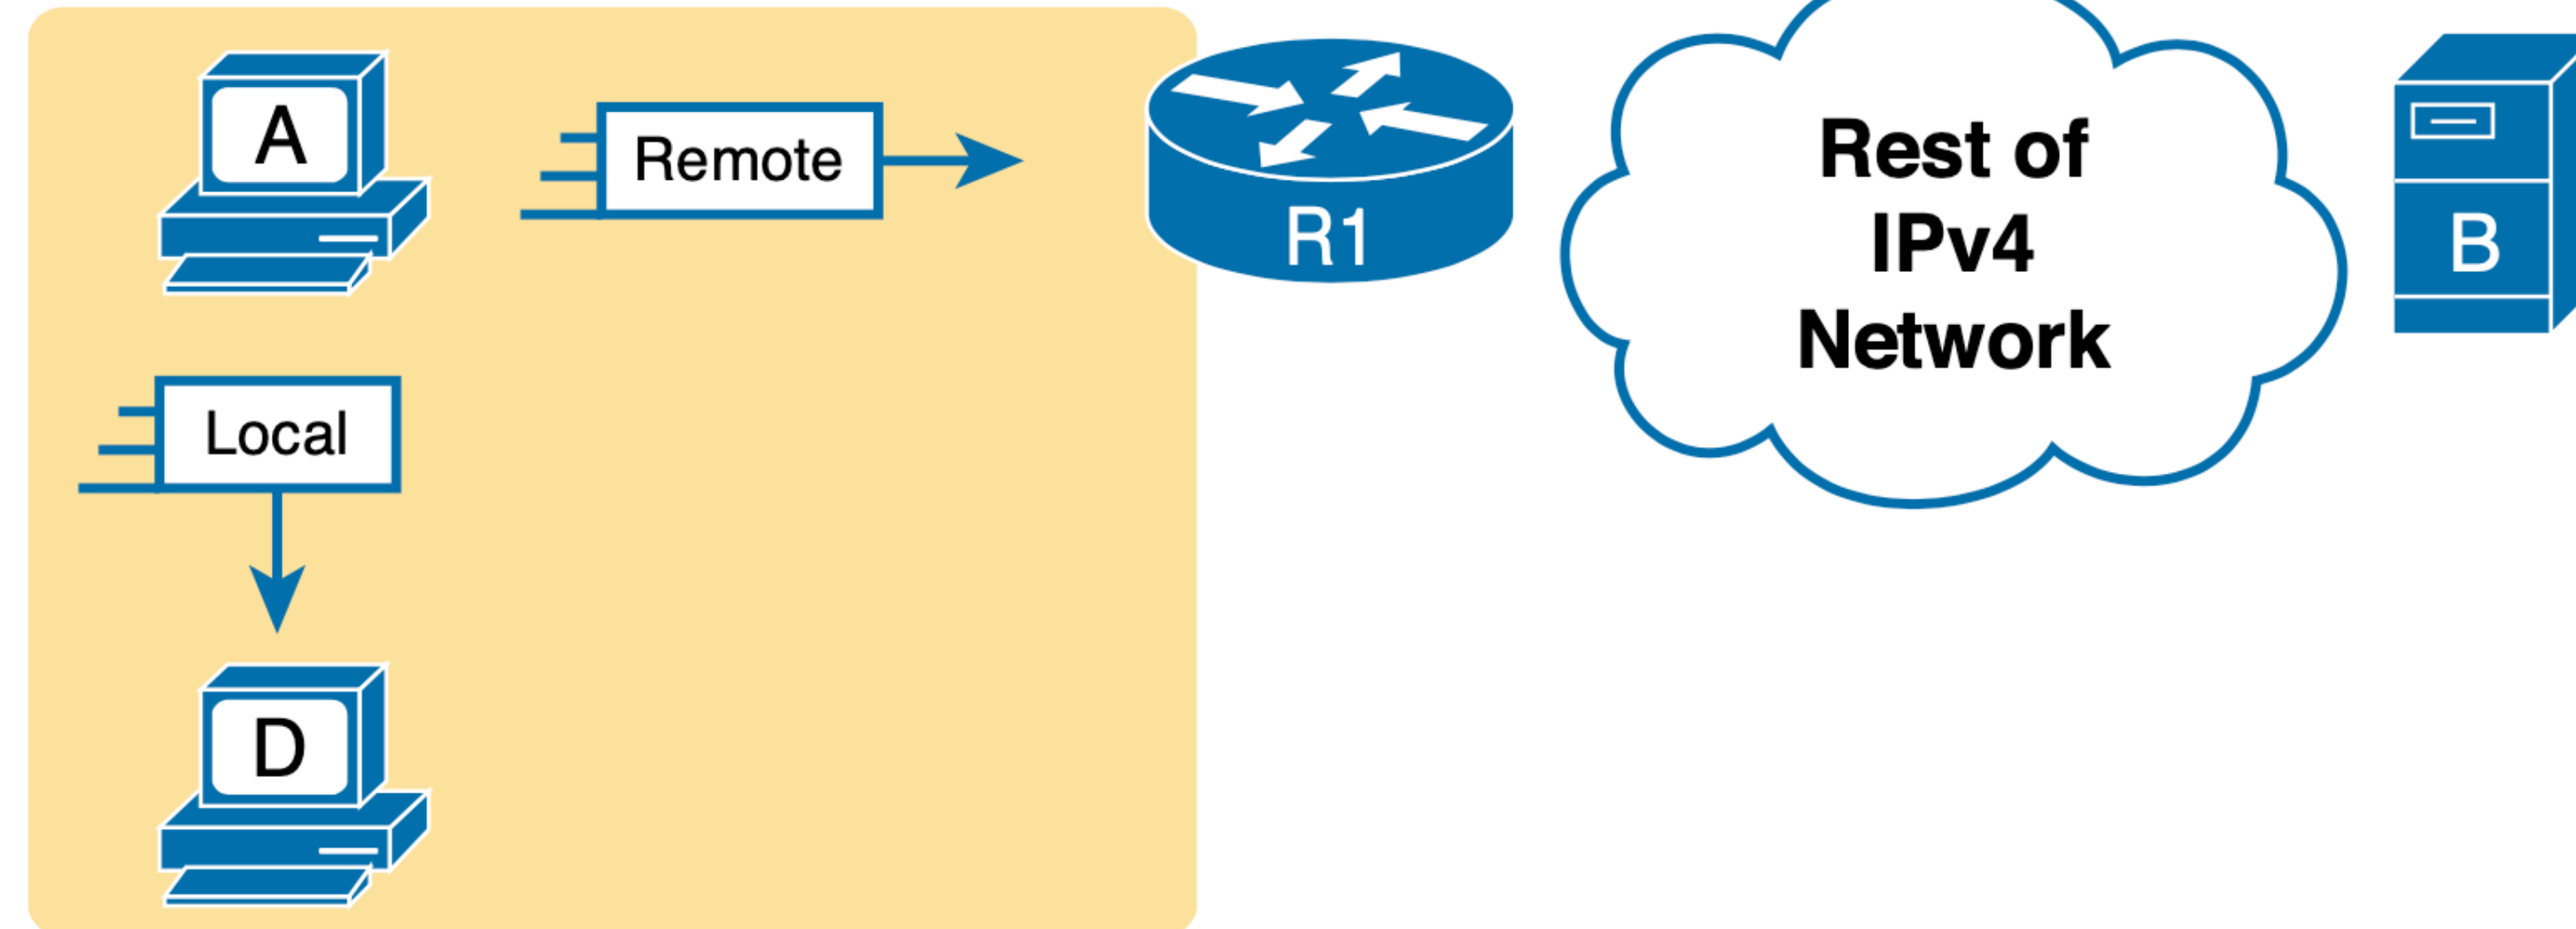 A
Remote
R1
Rest of
IPv4
Network
B
Local
D